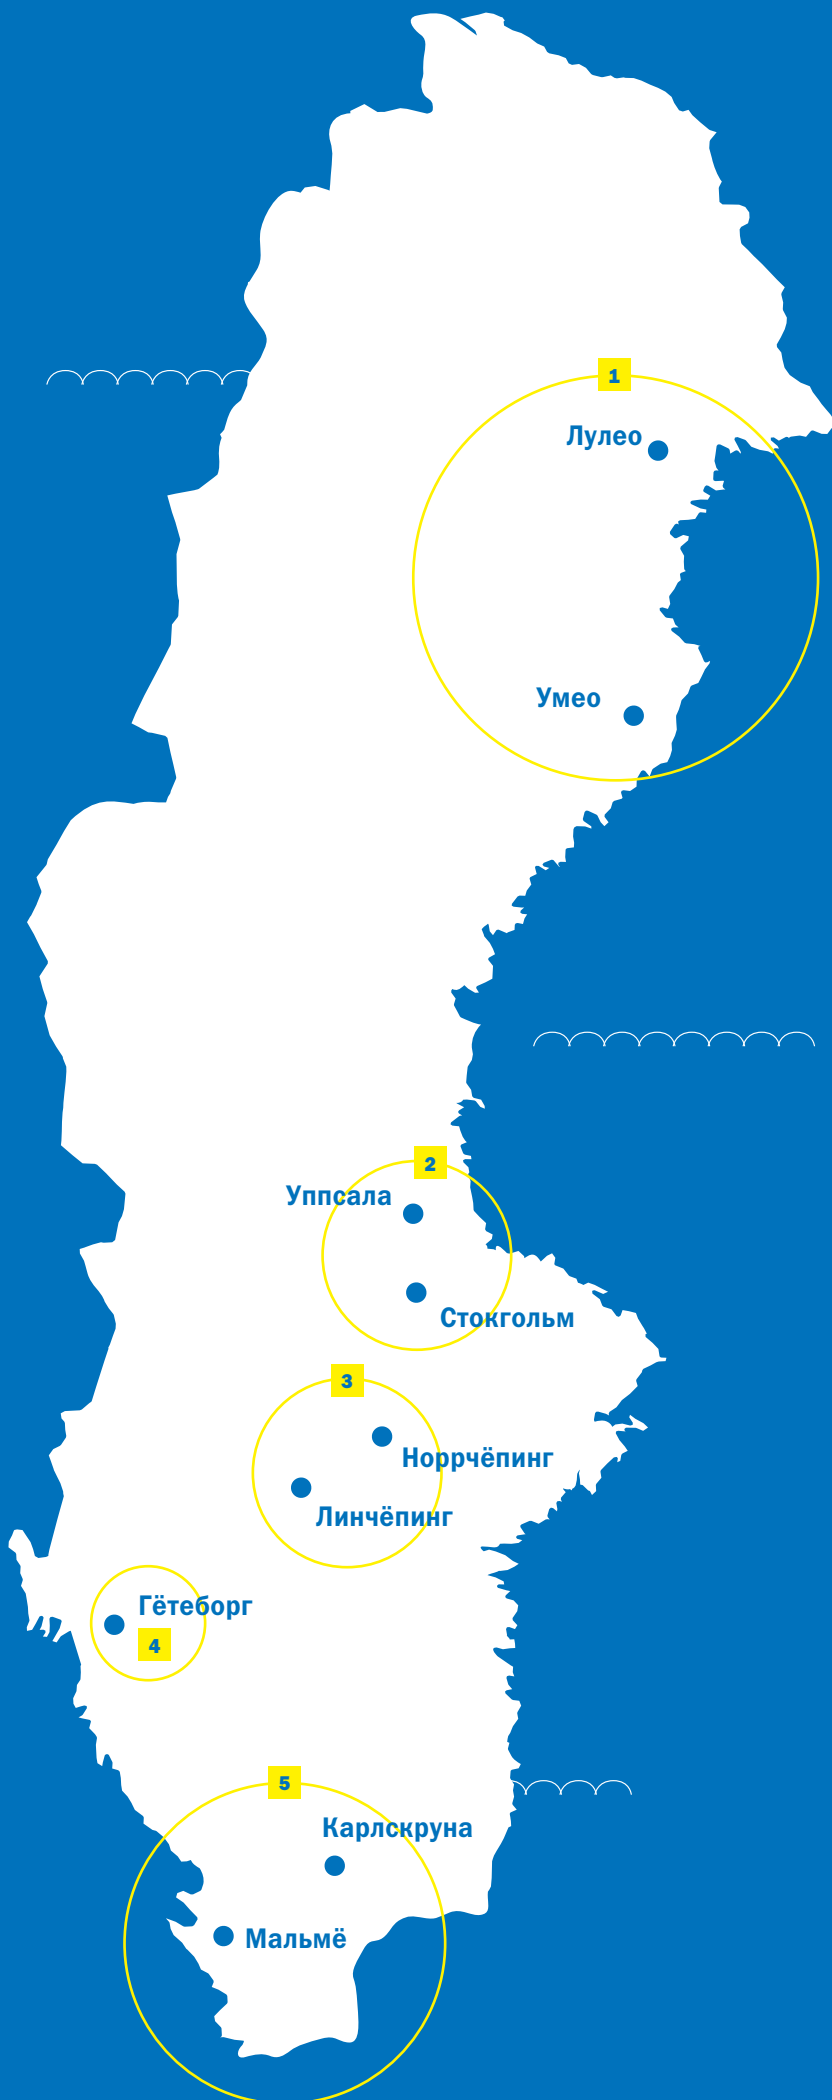 1
Лулео
Умео
2
Уппсала
Стокгольм
3
Норрчёпинг
Линчёпинг
Гётеборг
4
5
Карлскруна
Мальмё